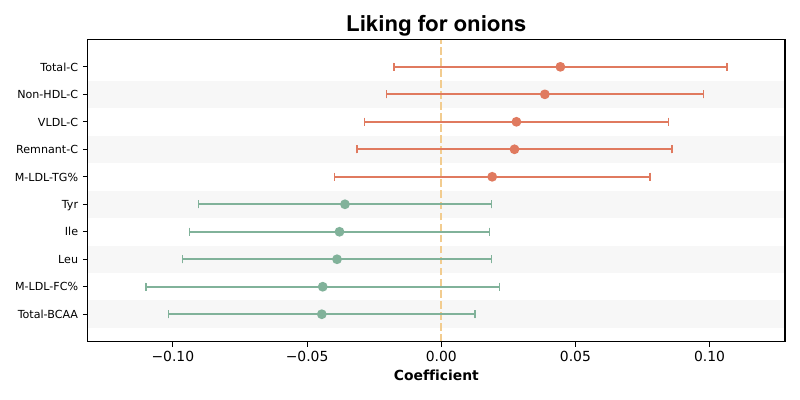 Liking for onions
Total-C
Non-HDL-C
VLDL-C
Remnant-C
M-LDL-TG%
Tyr
Ile
Leu
M-LDL-FC%
Total-BCAA
−0.10 −0.05 0.00 0.05 0.10
Coefficient